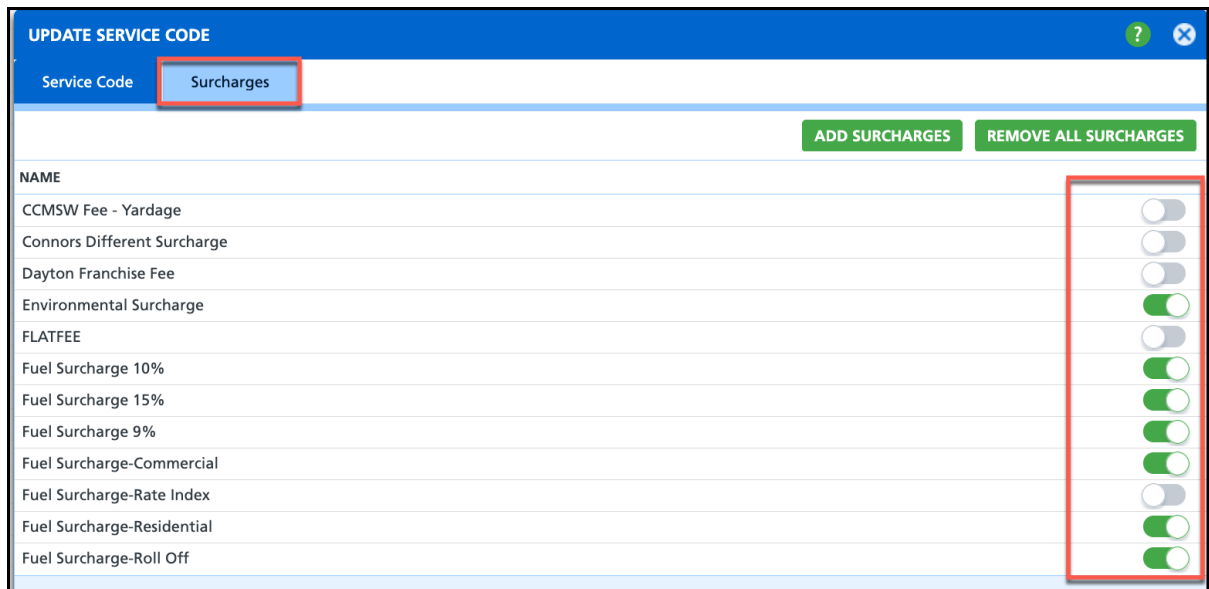 UPDATE SERVICE CODE ?
Service Code Surcharges
ADD SURCHARGES REMOVE ALL SURCHARGES
NAME
CCMSW Fee - Yardage
Connors Different Surcharge
Dayton Franchise Fee
Environmental Surcharge
FLATFEE
Fuel Surcharge 10%
Fuel Surcharge 15%
Fuel Surcharge 9%
Fuel Surcharge-Commercial
Fuel Surcharge-Rate Index
Fuel Surcharge-Residential
Fuel Surcharge-Roll Off